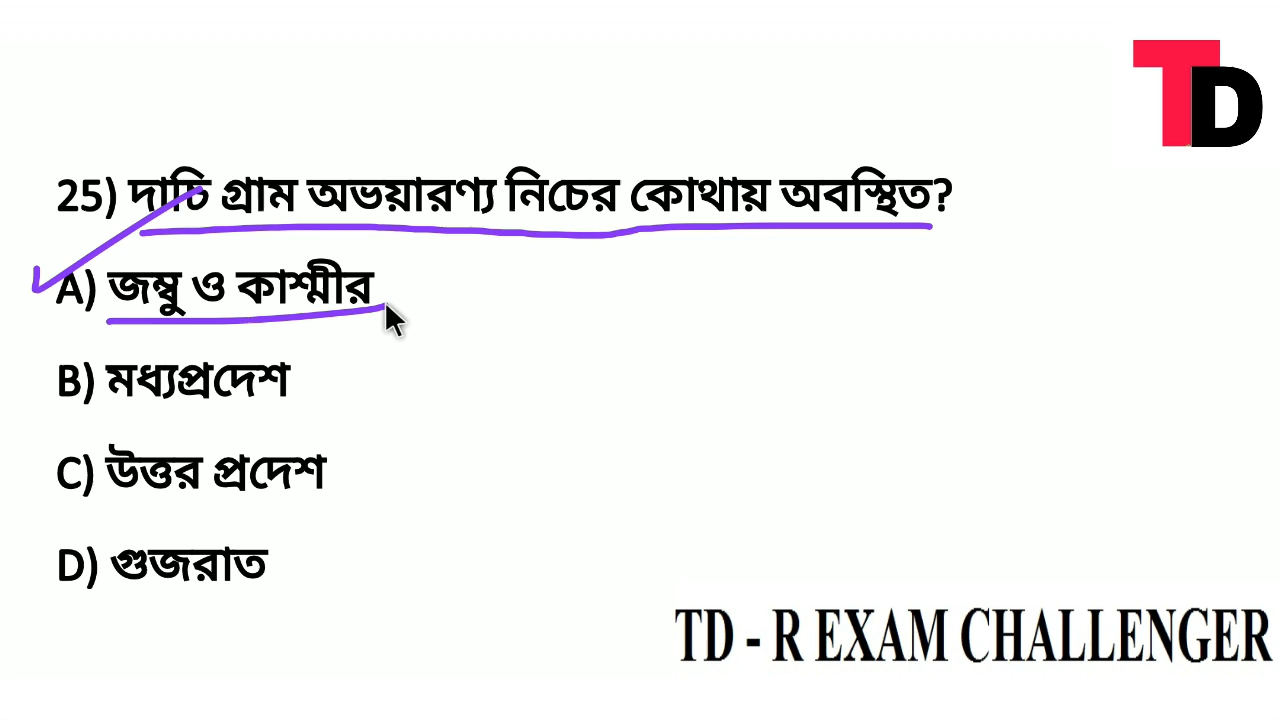 TD
25) দাচি গ্রাম অভয়ারণ্য নিচের কোথায় অবস্থিত?
A) জম্বু ও কাশ্মীর
B) মধ্যপ্রদেশ
C) উত্তর প্রদেশ
D) গুজরাত
TD - R EXAM CHALLENGER